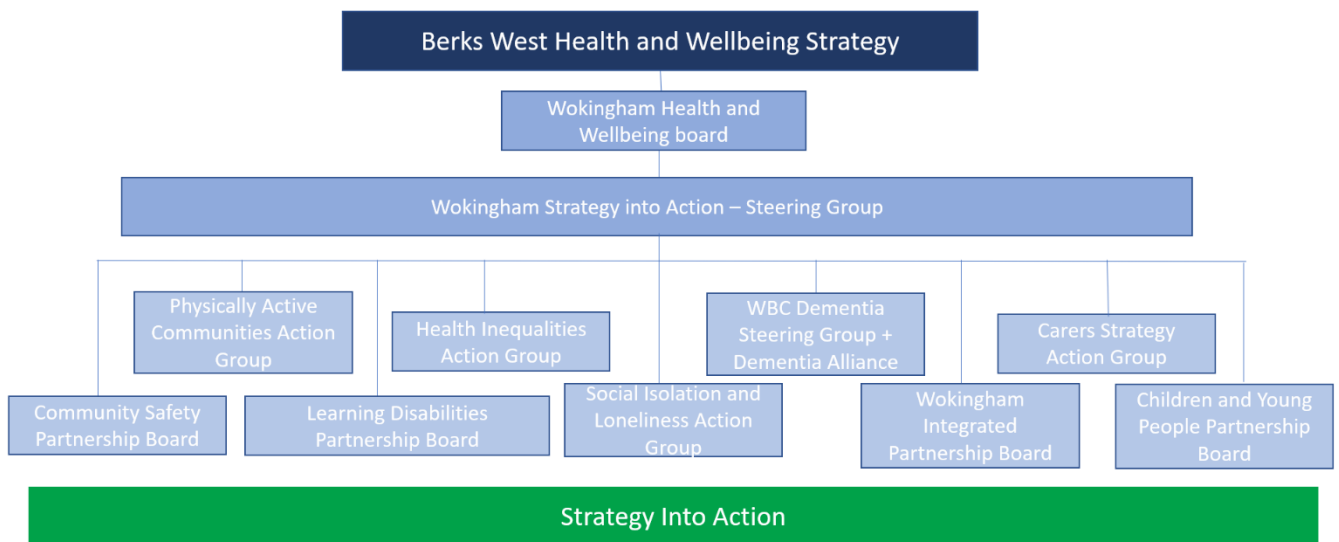 Berks West Health and Wellbeing Strategy
Wokingham Health and
Wellbeing board
Wokingham Strategy into Action – Steering Group
Physically Active
Communities Action
Group
Health Inequalities
Action Group
WBC Dementia
Steering Group +
Dementia Alliance
Carers Strategy
Action Group
Community Safety
Partnership Board
Learning Disabilities
Partnership Board
Social Isolation and
Loneliness Action
Group
Wokingham
Integrated
Partnership Board
Children and Young
People Partnership
Board
Strategy Into Action